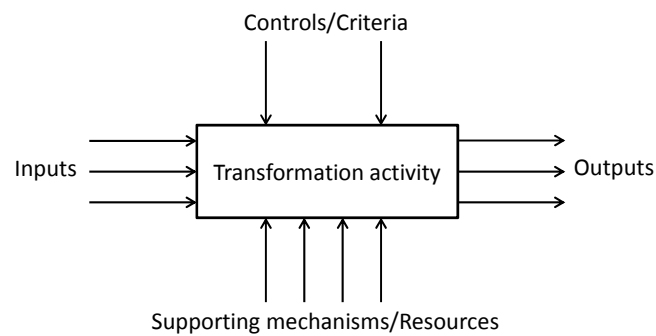 Controls/Criteria
Inputs
Transformation activity
Outputs
Supporting mechanisms/Resources